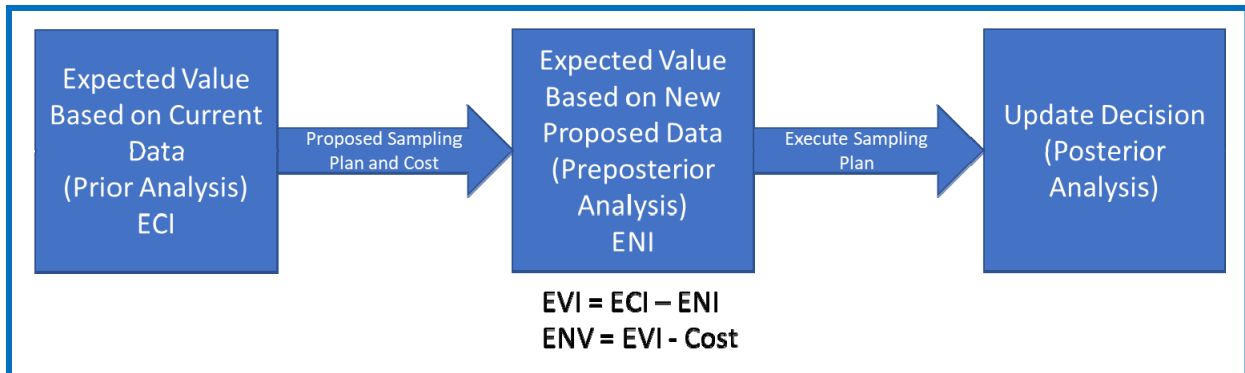 Expected Value
Based on Current
Data
(Prior Analysis)
ECI
Proposed Sampling
Plan and Cost
Expected Value
Based on New
Proposed Data
(Preposterior
Analysis)
ENI
Execute Sampling
Plan
Update Decision
(Posterior
Analysis)
EVI = ECI – ENI
ENV = EVI - Cost